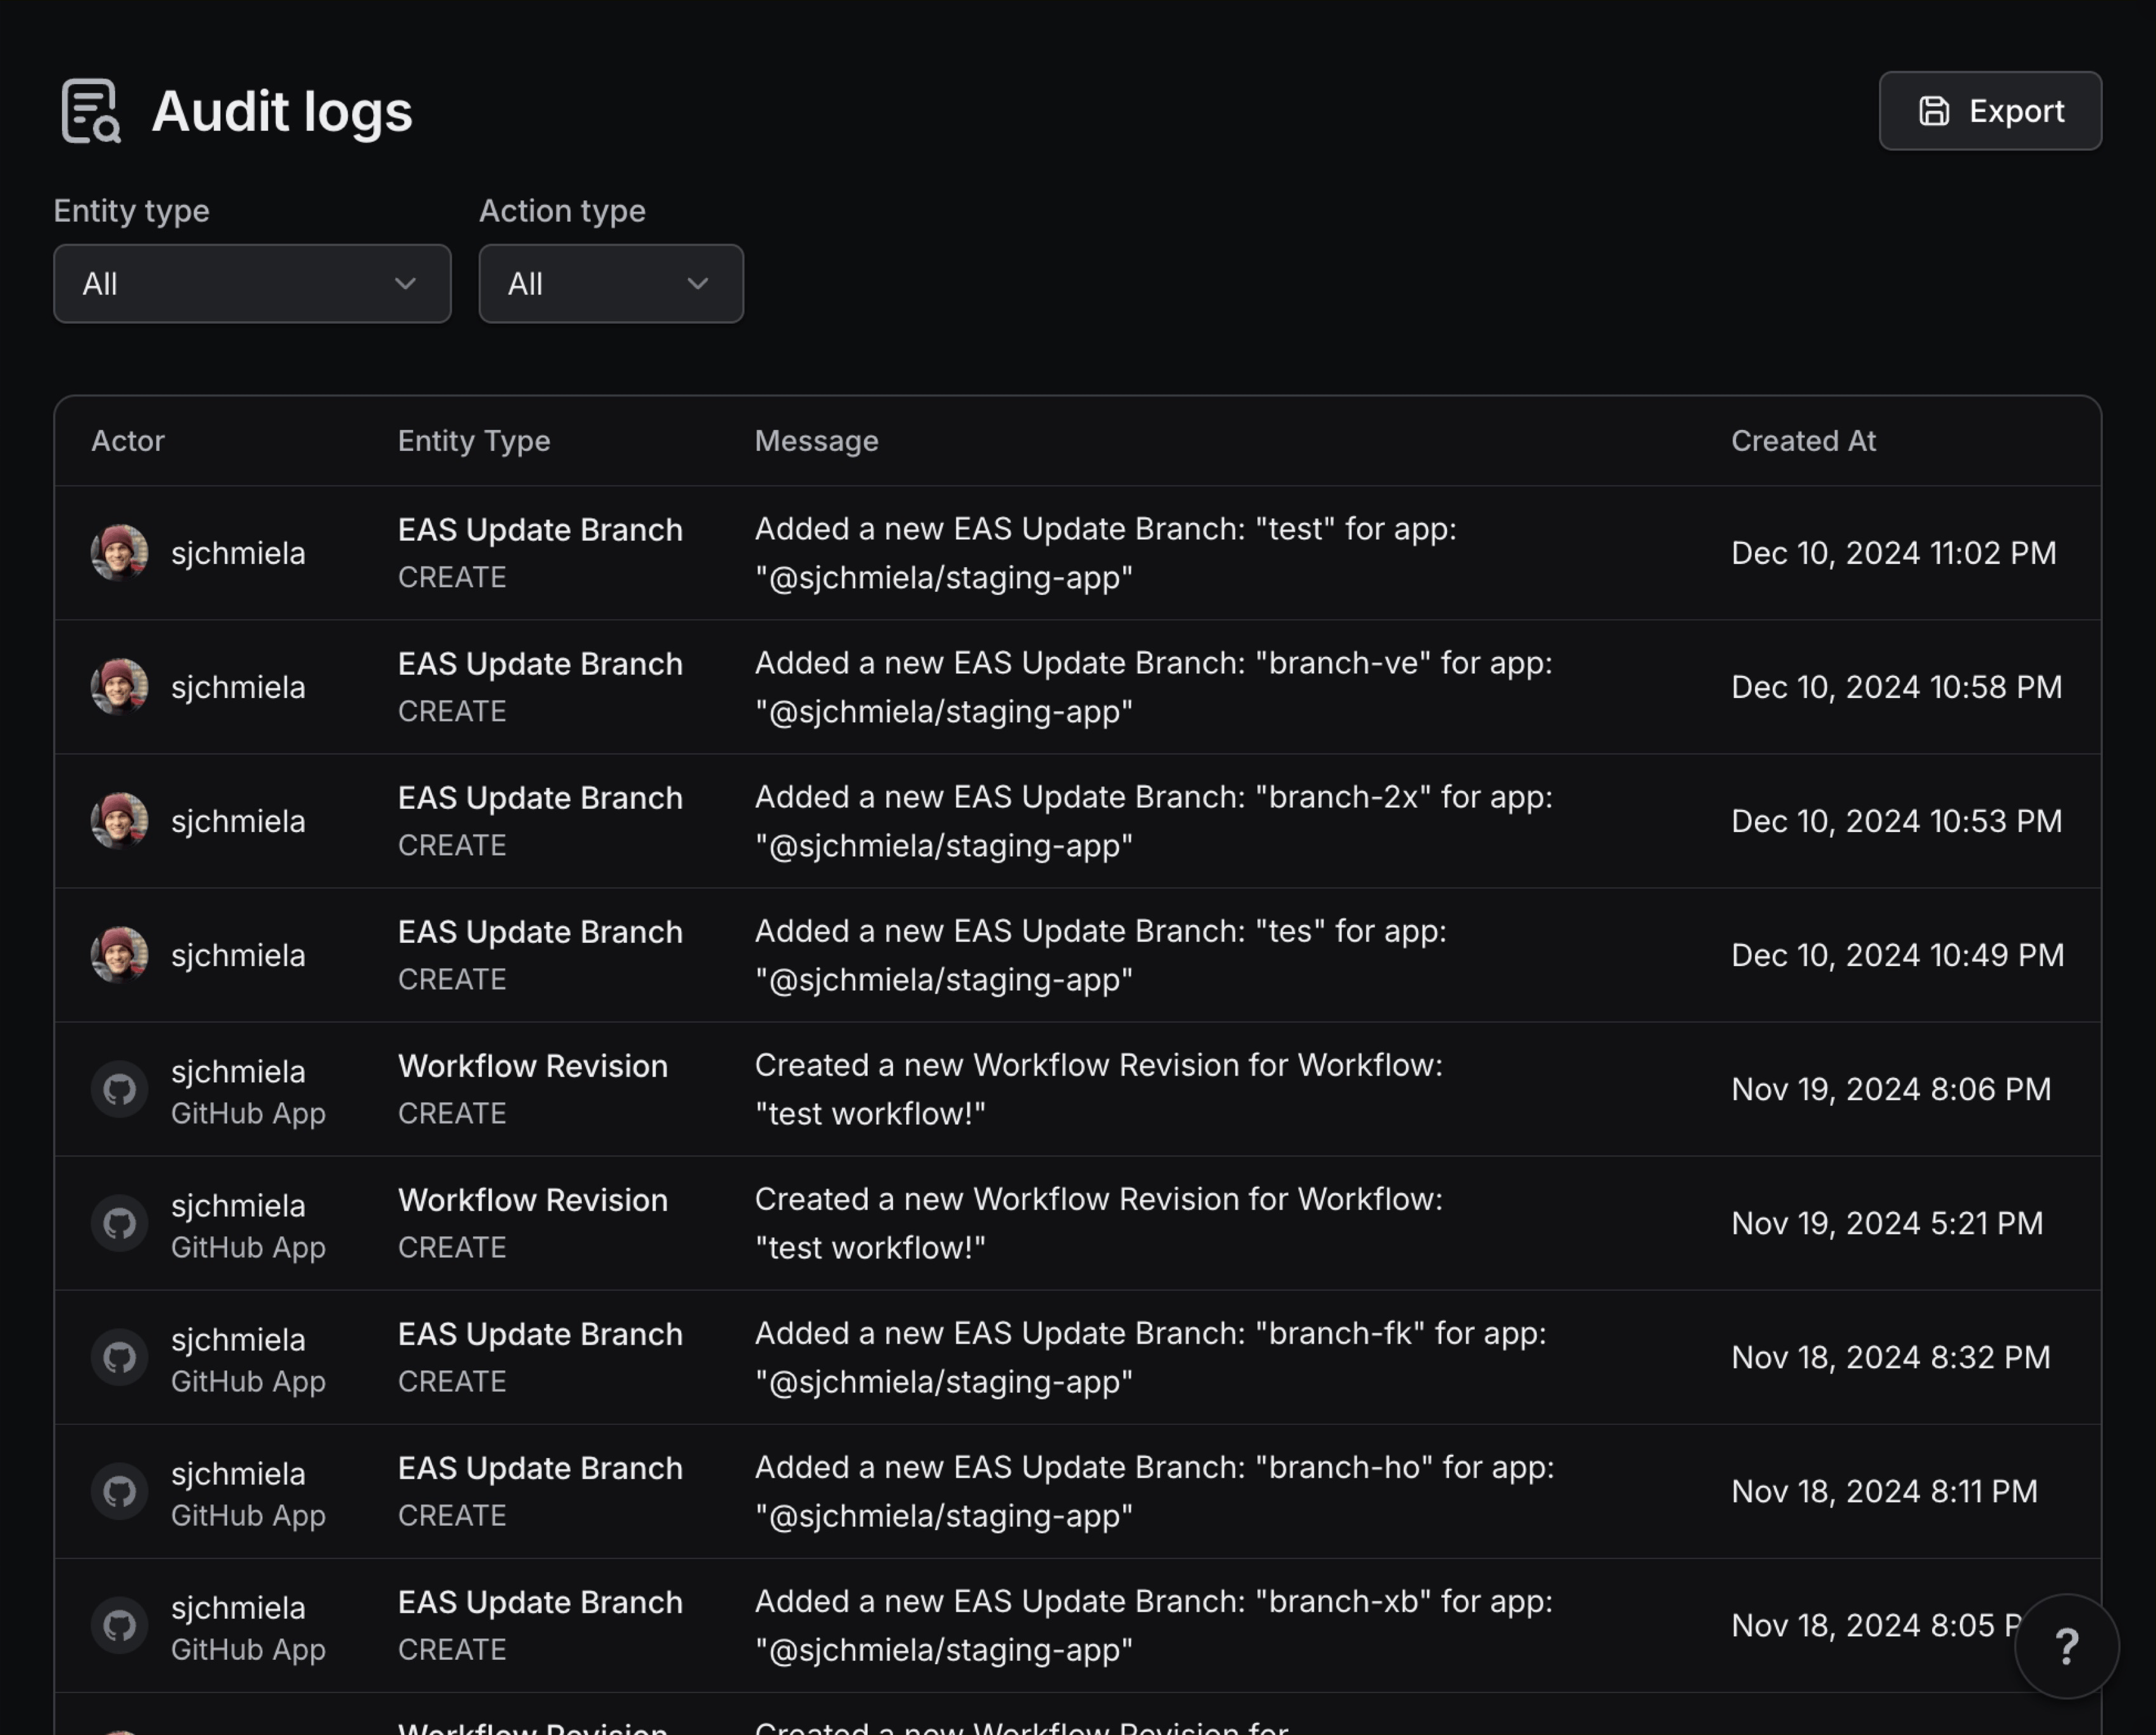 Audit logs
Export
Entity type
Action type
All
All
Actor
Entity Type
Message
Created At
sjchmiela
EAS Update Branch
CREATE
Added a new EAS Update Branch: "test" for app:
"@sjchmiela/staging-app"
Dec 10, 2024 11:02 PM
sjchmiela
EAS Update Branch
CREATE
Added a new EAS Update Branch: "branch-ve" for app:
"@sjchmiela/staging-app"
Dec 10, 2024 10:58 PM
sjchmiela
EAS Update Branch
CREATE
Added a new EAS Update Branch: "branch-2x" for app:
"@sjchmiela/staging-app"
Dec 10, 2024 10:53 PM
sjchmiela
EAS Update Branch
CREATE
Added a new EAS Update Branch: "tes" for app:
"@sjchmiela/staging-app"
Dec 10, 2024 10:49 PM
sjchmiela
GitHub App
Workflow Revision
CREATE
Created a new Workflow Revision for Workflow:
"test workflow!"
Nov 19, 2024 8:06 PM
sjchmiela
GitHub App
Workflow Revision
CREATE
Created a new Workflow Revision for Workflow:
"test workflow!"
Nov 19, 2024 5:21 PM
sjchmiela
GitHub App
EAS Update Branch
CREATE
Added a new EAS Update Branch: "branch-fk" for app:
"@sjchmiela/staging-app"
Nov 18, 2024 8:32 PM
sjchmiela
GitHub App
EAS Update Branch
CREATE
Added a new EAS Update Branch: "branch-ho" for app:
"@sjchmiela/staging-app"
Nov 18, 2024 8:11 PM
sjchmiela
GitHub App
EAS Update Branch
CREATE
Added a new EAS Update Branch: "branch-xb" for app:
"@sjchmiela/staging-app"
Nov 18, 2024 8:05
?
Workflow Revision
Created a new Workflow Revision for